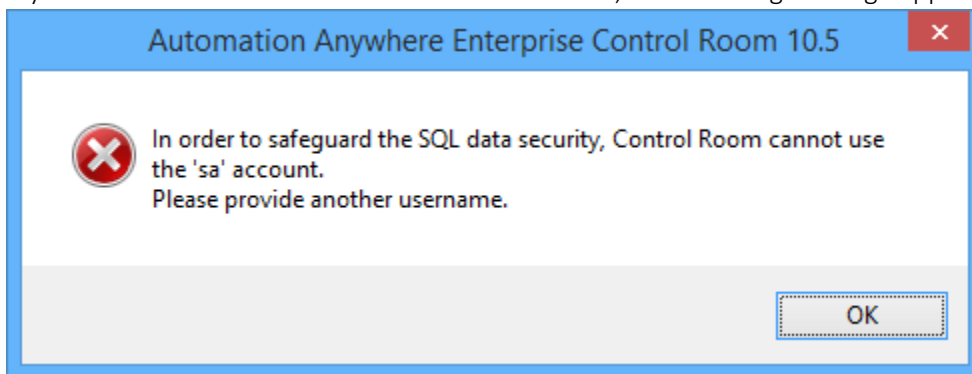 Automation Anywhere Enterprise Control Room 10.5
In order to safeguard the SQL data security, Control Room cannot use
the 'sa' account.
Please provide another username.
OK